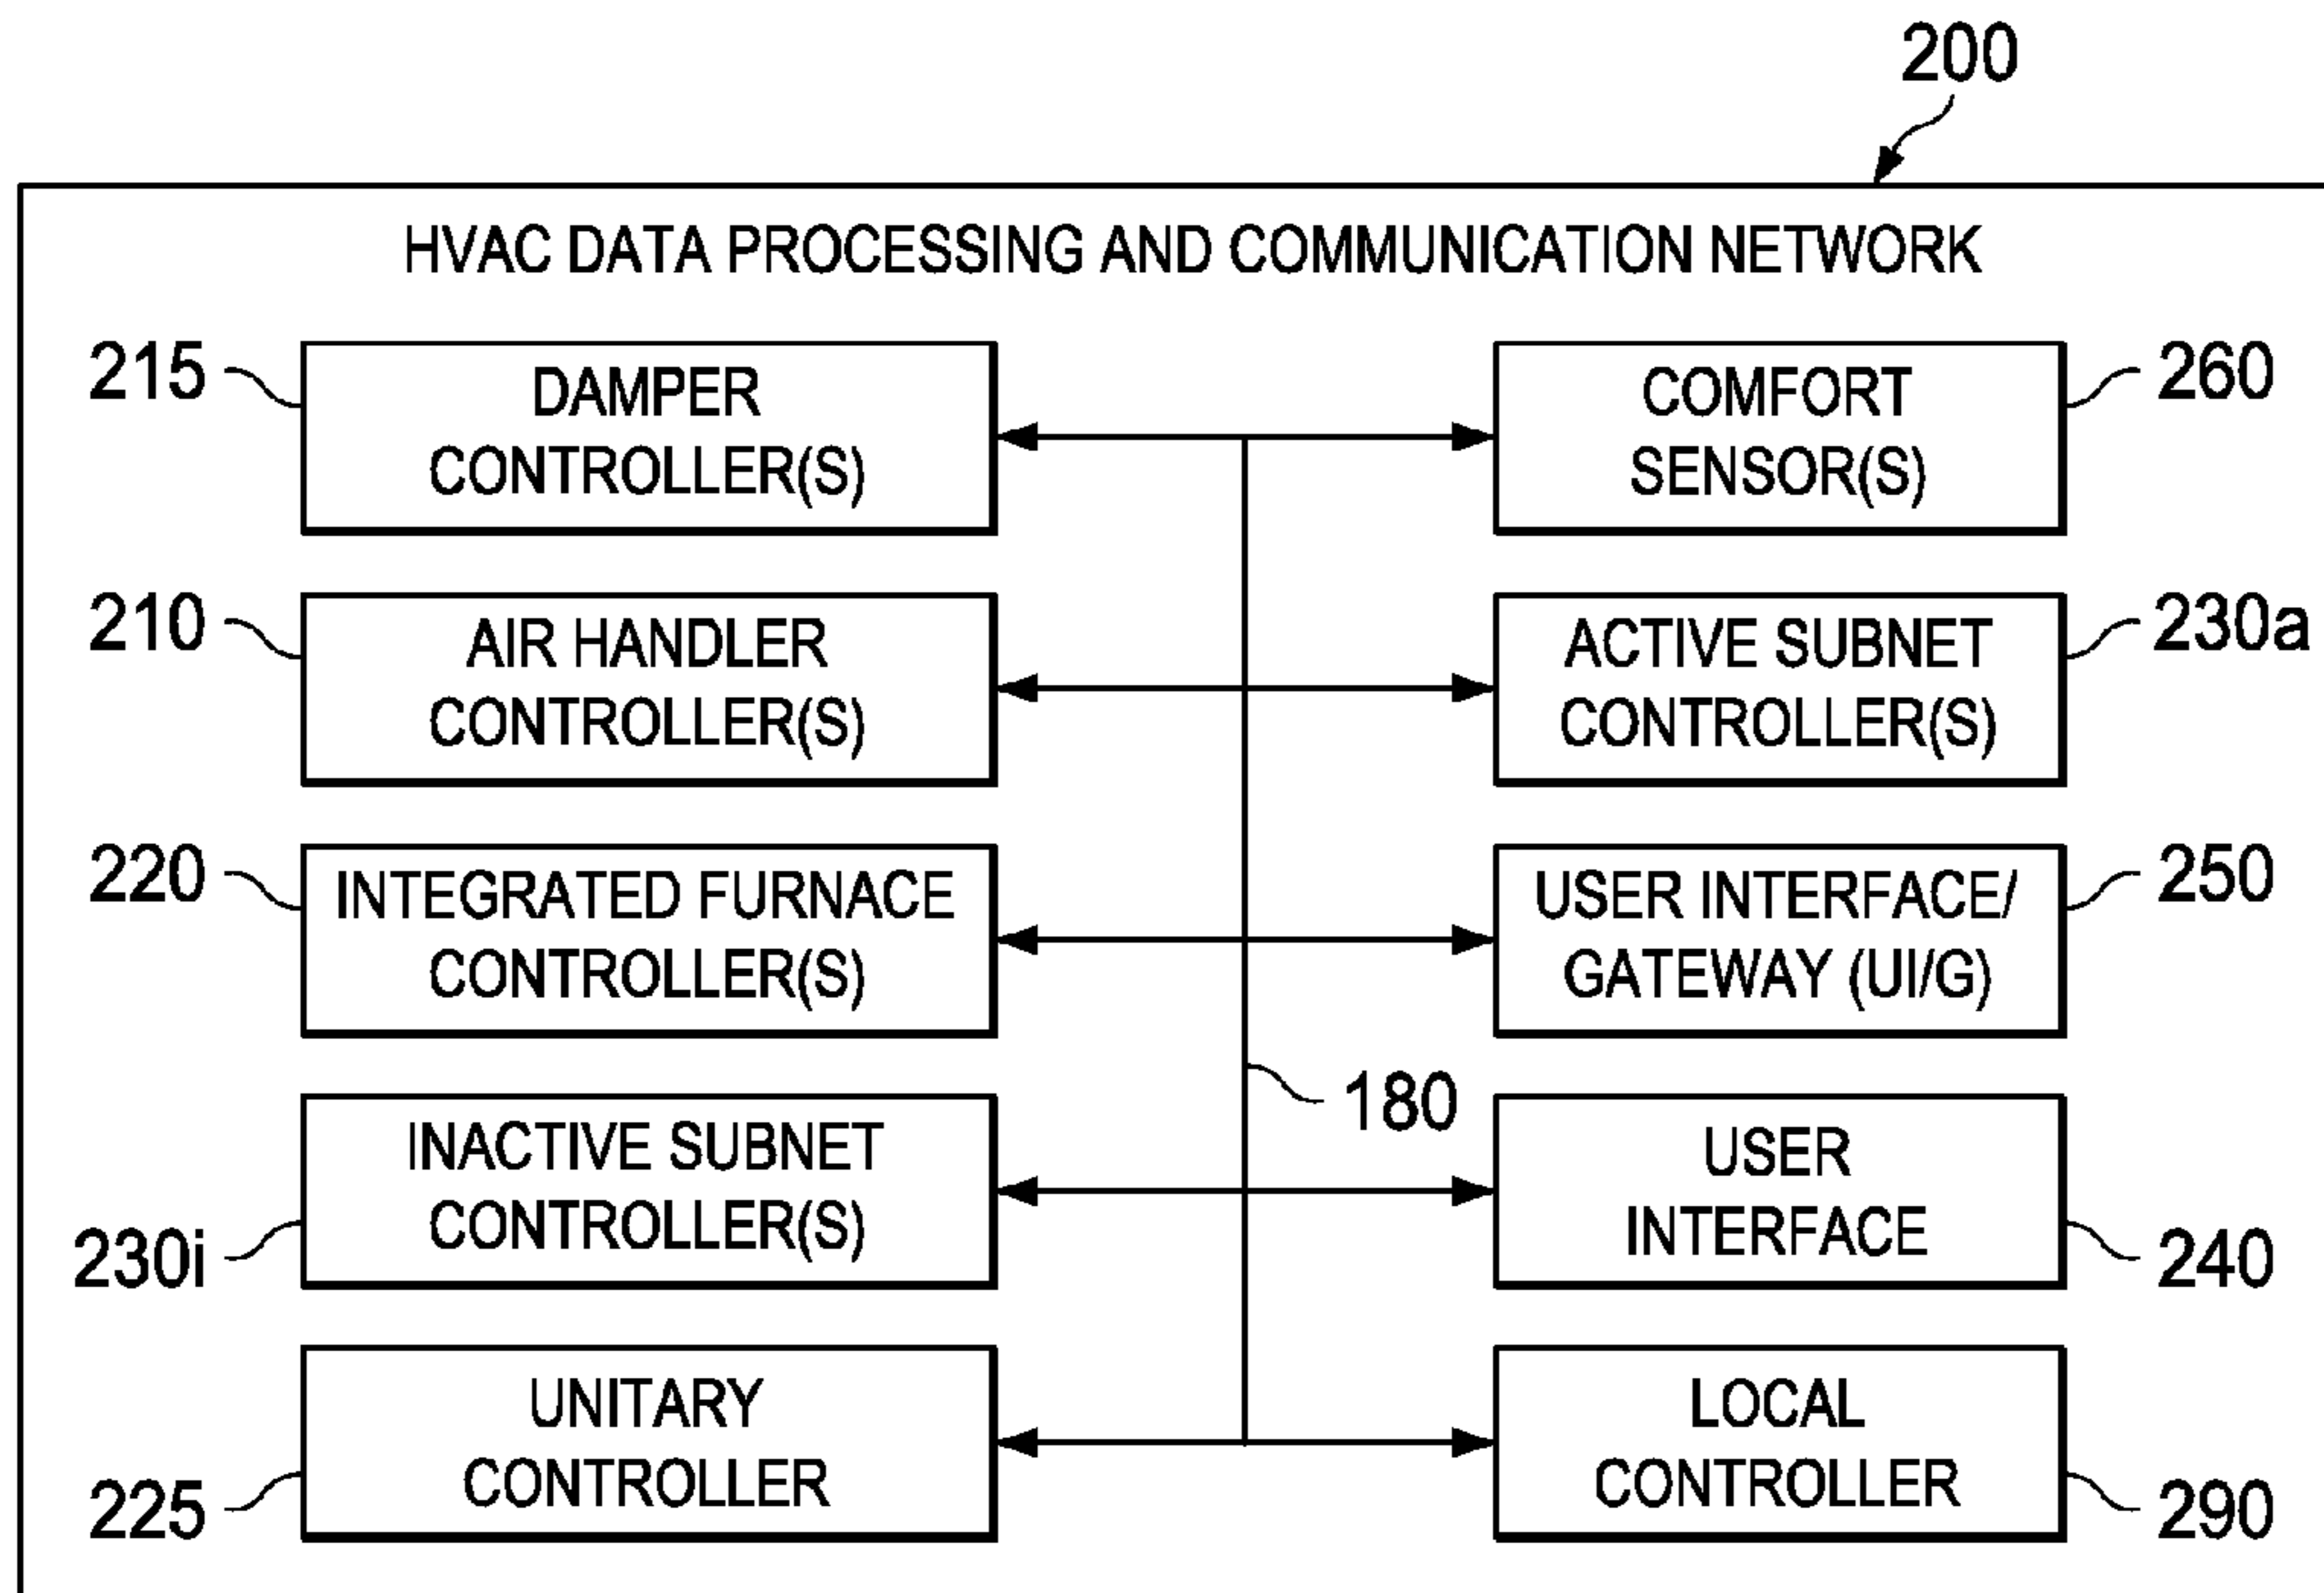 200
HVAC DATA PROCESSING AND COMMUNICATION NETWORK
215
DAMPER
CONTROLLER(S)
COMFORT
SENSOR(S)
260
210
AIR HANDLER
CONTROLLER(S)
ACTIVE SUBNET
CONTROLLER(S)
230a
220
INTEGRATED FURNACE
CONTROLLER(S)
USER INTERFACE/
GATEWAY (UI/G)
250
180
230i
INACTIVE SUBNET
CONTROLLER(S)
USER
INTERFACE
240
225
UNITARY
CONTROLLER
LOCAL
CONTROLLER
290